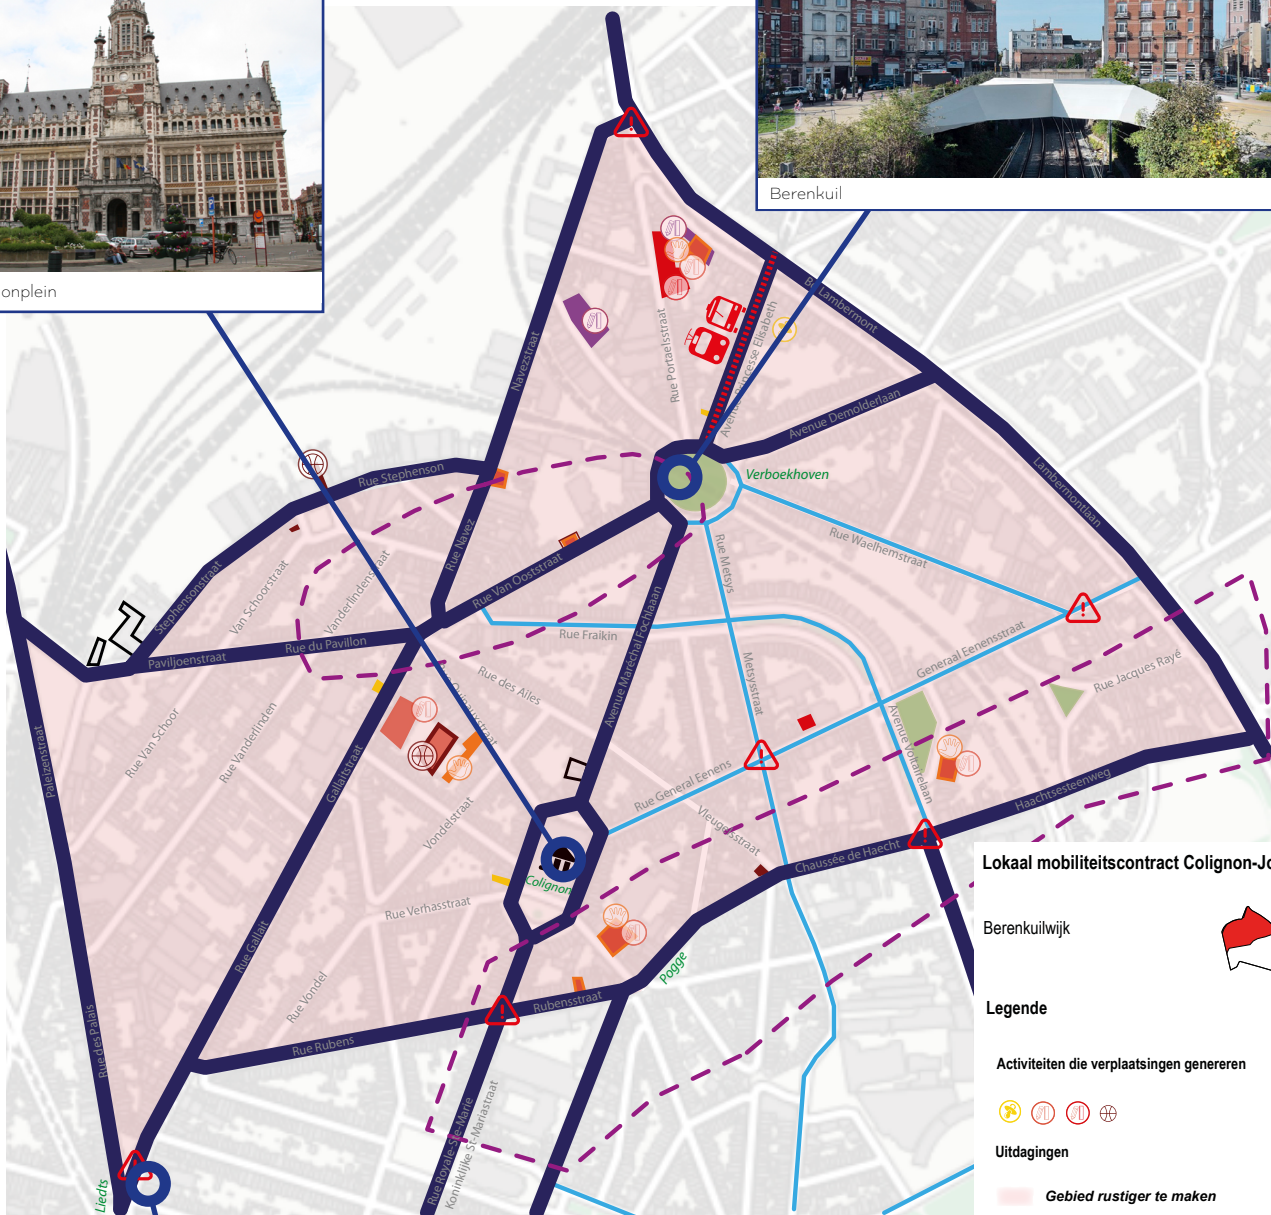 onplein
Berenkuil
Bd Lambermont
Navezstraat
Rue Portaelsstraat
Avenue Princesse Elisabeth
Avenue Demolderlaan
Verboekhoven
Lambermontlaan
Rue Stephenson
Rue Navez
Rue Van Ooststraat
Rue Metsys
Rue Waelhemstraat
Stephensonstraat
Van Schoorstraat
Vanderlindenstraat
Rue du Pavillon
Paviljoenstraat
Rue Fraikin
Avenue Maréchal Fochlaaan
Generaal Eenensstraat
Rue Jacques Rayé
Rue des Ailes
Metsysstraat
Avenue Voltairelaan
Rue Van Schoor
Rue Vanderlinden
Paleizenstraat
Gallaitstraat
Rue General Eenens
Haachtsesteenweg
Vondelstraat
Vleugelsstraat
Chaussée de Haecht
Colignon
Rue Verhasstraat
Rue Gallait
Pogge
Rue Vondel
Rubensstraat
Rue Rubens
Rue des Palais
Rue Royale-Ste-Marie
Koninklijke St-Mariastraat
Liedts
Lokaal mobiliteitscontract Colignon-Jo
Berenkuilwijk
Legende
Activiteiten die verplaatsingen genereren
Uitdagingen
Gebied rustiger te maken